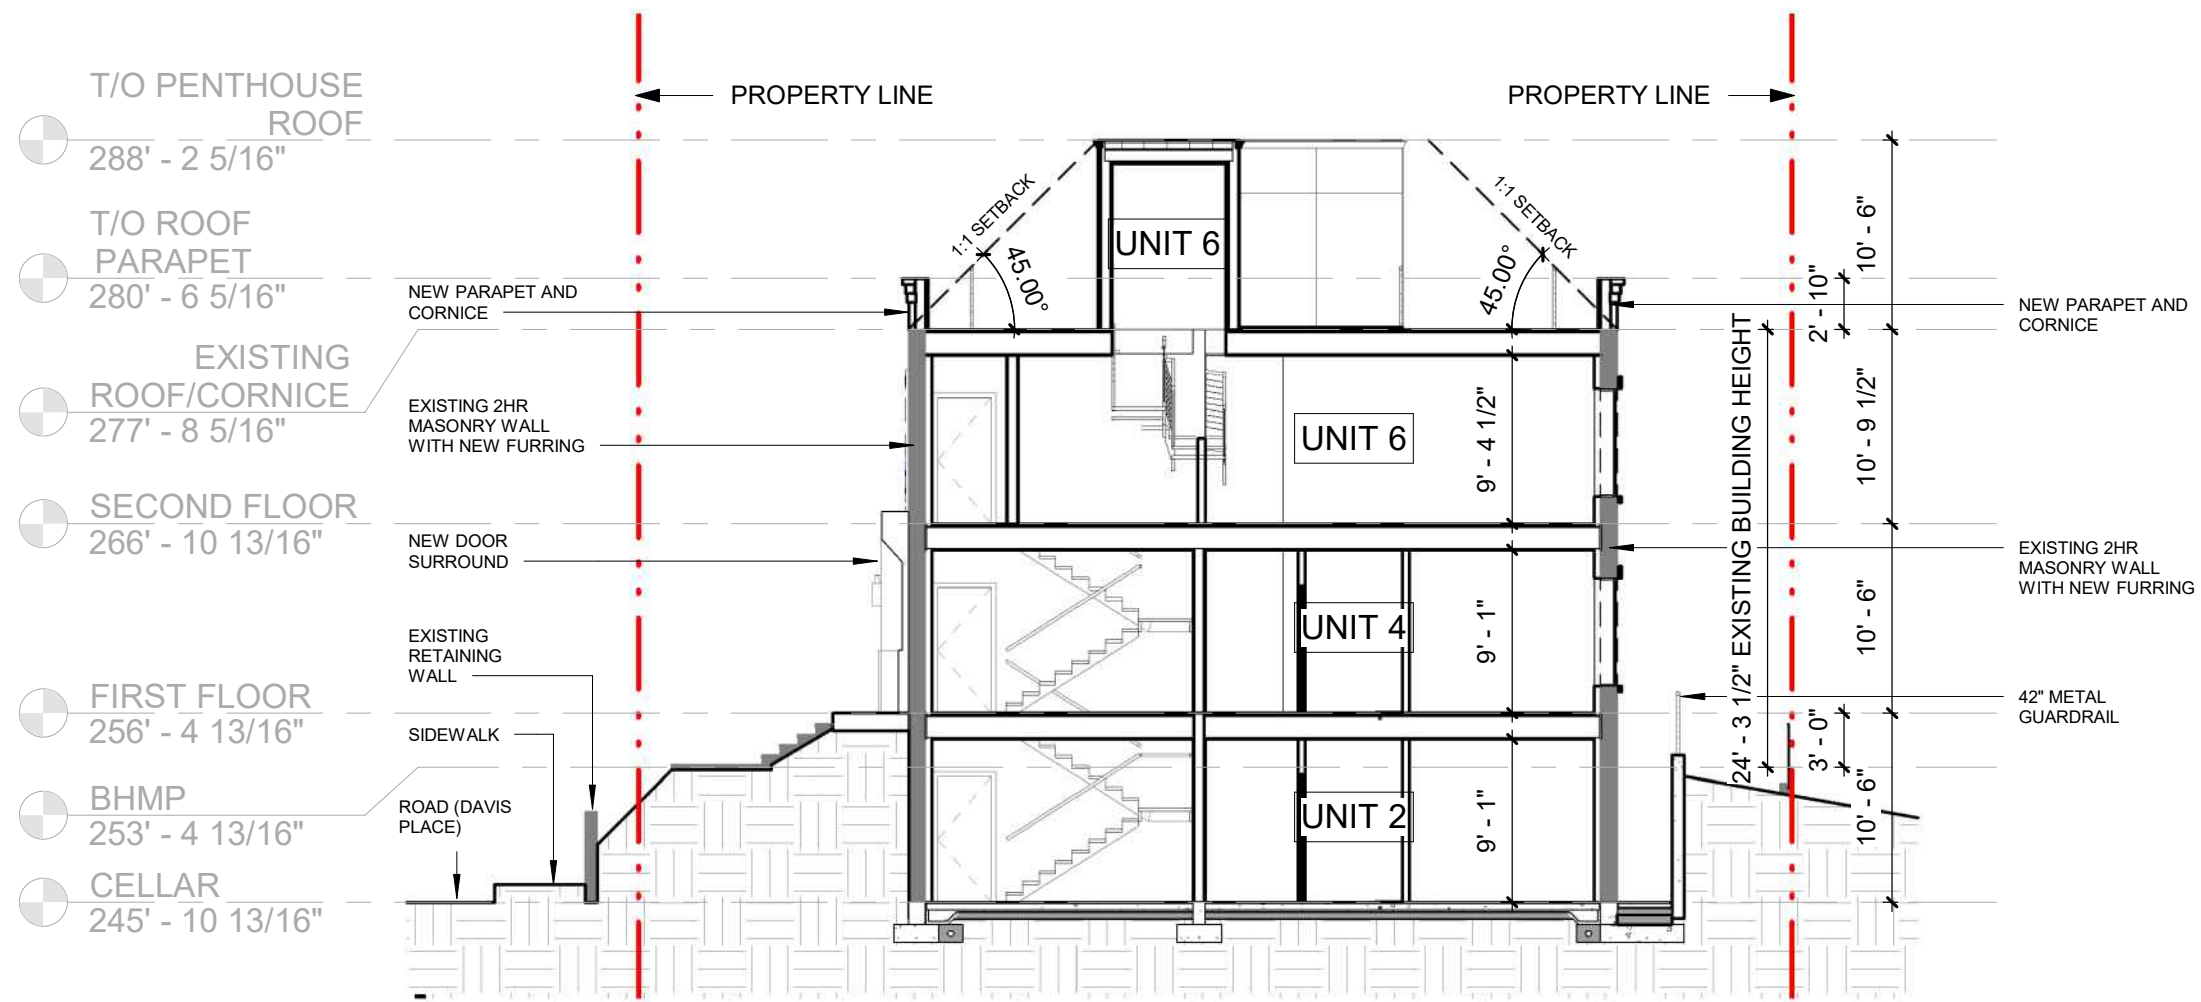 T/O PENTHOUSE
ROOF
288' - 2 5/16"
T/O ROOF
PARAPET
280' - 6 5/16"
EXISTING
ROOF/CORNICE
277' - 8 5/16"
SECOND FLOOR
266' - 10 13/16"
FIRST FLOOR
256' - 4 13/16"
BHMP
253' - 4 13/16"
CELLAR
245' - 10 13/16"
PROPERTY LINE
PROPERTY LINE
NEW PARAPET AND
CORNICE
EXISTING 2HR
MASONRY WALL
WITH NEW FURRING
NEW DOOR
SURROUND
EXISTING
RETAINING
WALL
SIDEWALK
ROAD (DAVIS
PLACE)
1:1 SETBACK
45.00°
UNIT 6
1:1 SETBACK
45.00°
UNIT 6
9' - 4 1/2"
UNIT 4
9' - 1"
UNIT 2
9' - 1"
24' - 3 1/2" EXISTING BUILDING HEIGHT
2' - 10"
3' - 0"
10' - 6"
10' - 9 1/2"
10' - 6"
10' - 6"
NEW PARAPET AND
CORNICE
EXISTING 2HR
MASONRY WALL
WITH NEW FURRING
42" METAL
GUARDRAIL